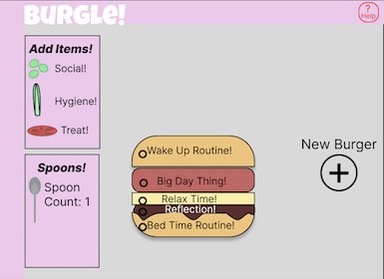 BURGLE!
?
Help
Add Items!
Social!
Hygiene!
Treat!
Spoons!
Spoon
Count: 1
Wake Up Routine!
Big Day Thing!
Relax Time!
Reflection!
Bed Time Routine!
New Burger